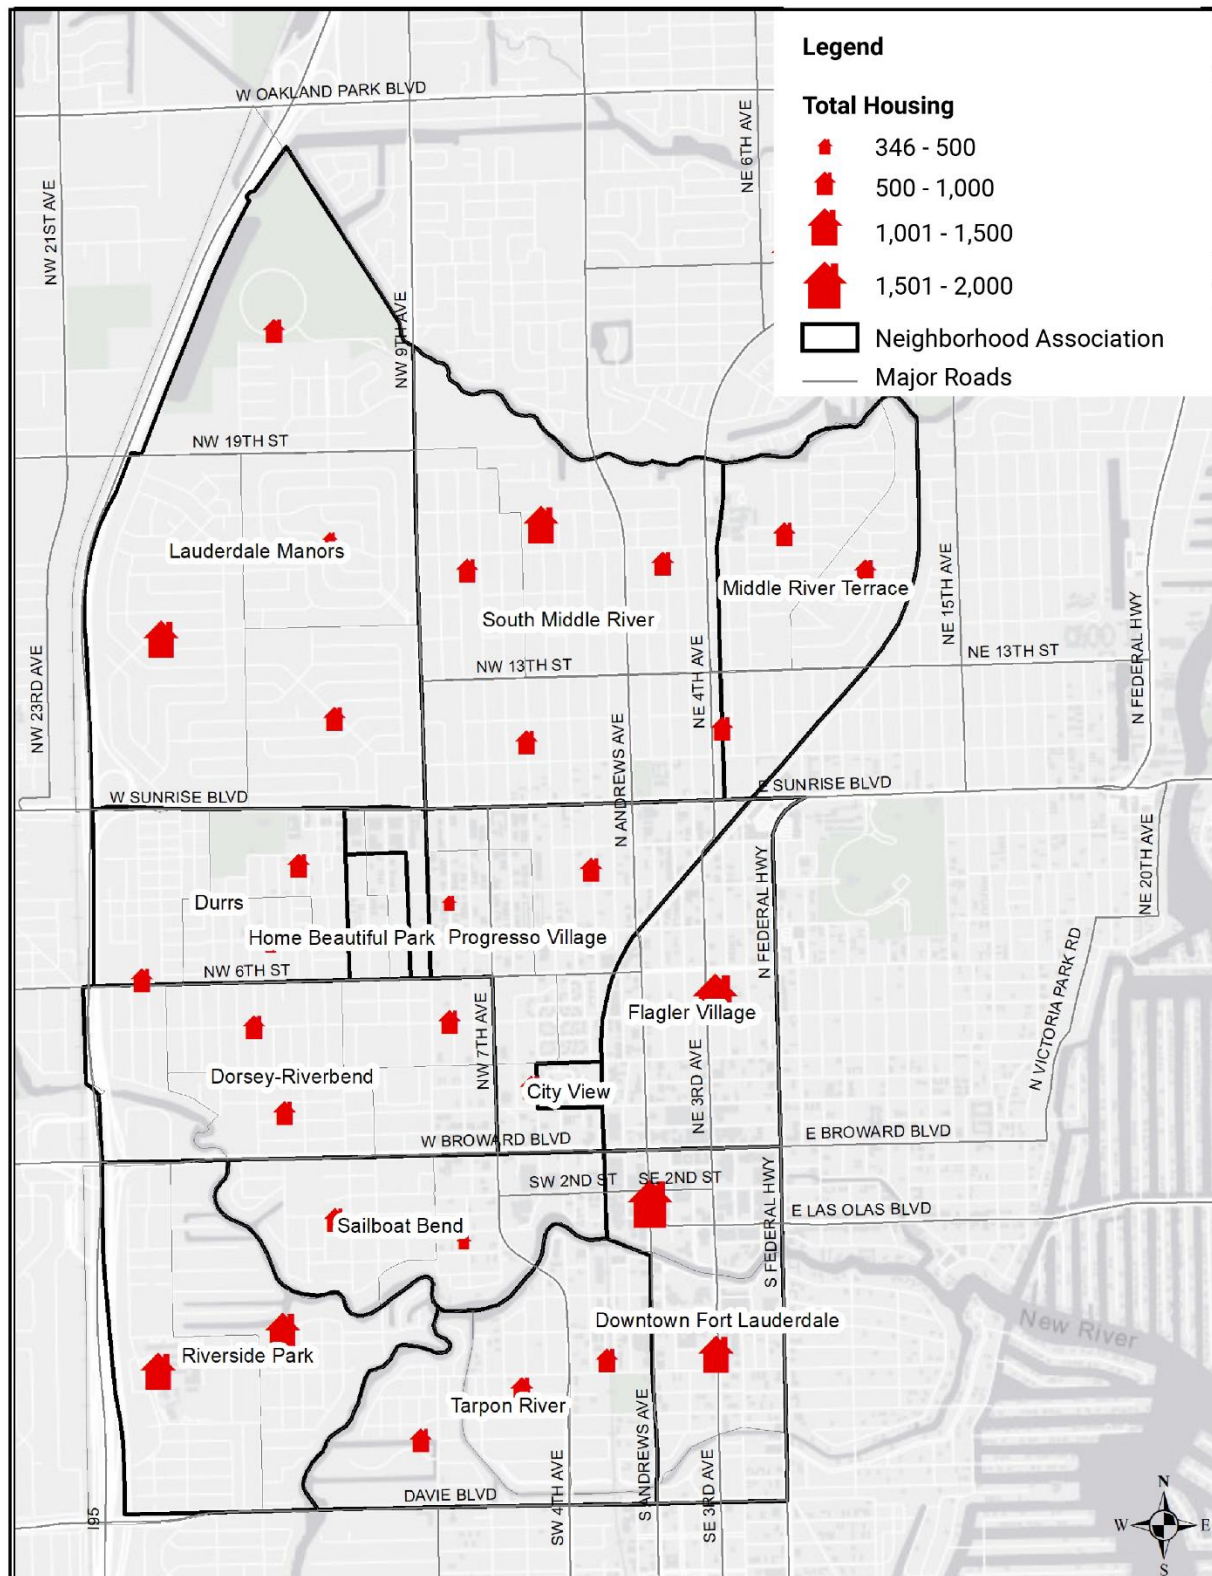 Legend
Total Housing
346 - 500
500 - 1,000
1,001 - 1,500
1,501 - 2,000
Neighborhood Association
Major Roads
W OAKLAND PARK BLVD
NE 6TH AVE
NW 21ST AVE
NW 9TH AVE
NW 19TH ST
Lauderdale Manors
South Middle River
Middle River Terrace
NE 15TH AVE
N FEDERAL HWY
NE 13TH ST
NW 13TH ST
NE 4TH AVE
NW 23RD AVE
N ANDREWS AVE
W SUNRISE BLVD
E SUNRISE BLVD
NE 20TH AVE
N FEDERAL HWY
Durrs
Home Beautiful Park
Progresso Village
NW 6TH ST
N VICTORIA PARK RD
Flagler Village
NW 7TH AVE
NE 3RD AVE
Dorsey-Riverbend
City View
W BROWARD BLVD
E BROWARD BLVD
SW 2ND ST
SE 2ND ST
E LAS OLAS BLVD
S FEDERAL HWY
Sailboat Bend
Downtown Fort Lauderdale
New River
Riverside Park
Tarpon River
S ANDREWS AVE
SE 3RD AVE
SW 4TH AVE
DAVIE BLVD
I95
N
W E
S